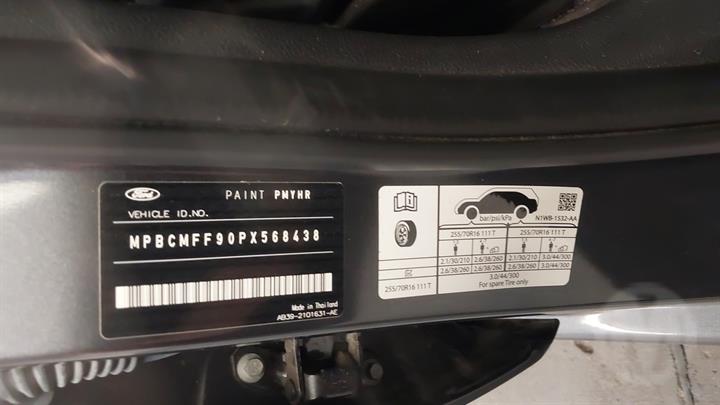 Ford
PAINT PMYHR
VEHICLE ID.NO.
MPBCMFF90PX568438
Made in Thailand
AB39-2101631-AE
bar/psi/kPa
N1WB-1532-AA
255/70R16 111 T 255/70R16 111 T
2.1/30/210 2.6/38/260 2.1/30/210 3.0/44/300
2.6/38/260 2.6/38/260 2.6/38/260 3.0/44/300
255/70R16 111 T
3.0/44/300
For spare Tire only